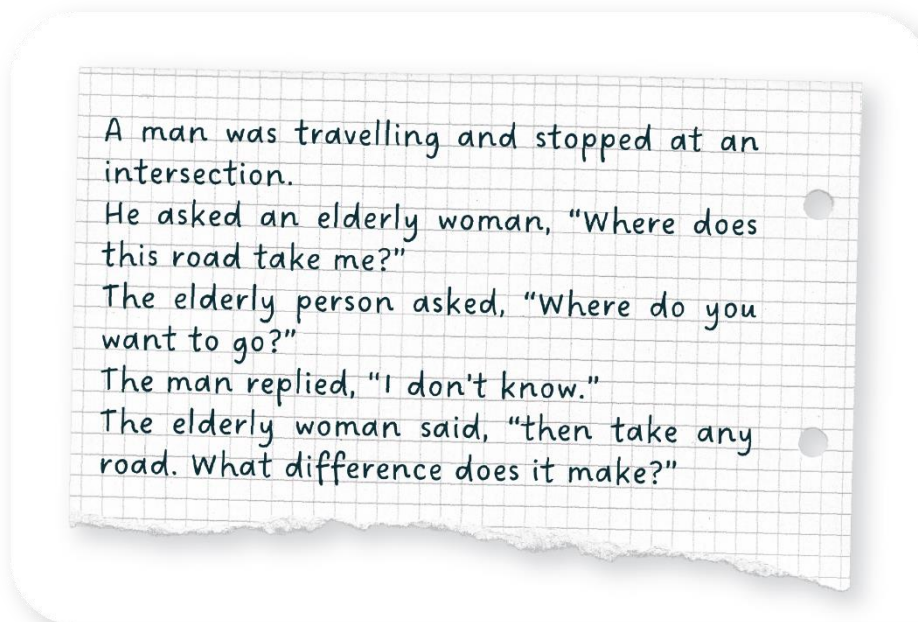 A man was travelling and stopped at an
intersection.
He asked an elderly woman, "Where does
this road take me?"
The elderly person asked, "Where do you
want to go?"
The man replied, "I don't know."
The elderly woman said, "then take any
road. What difference does it make?"